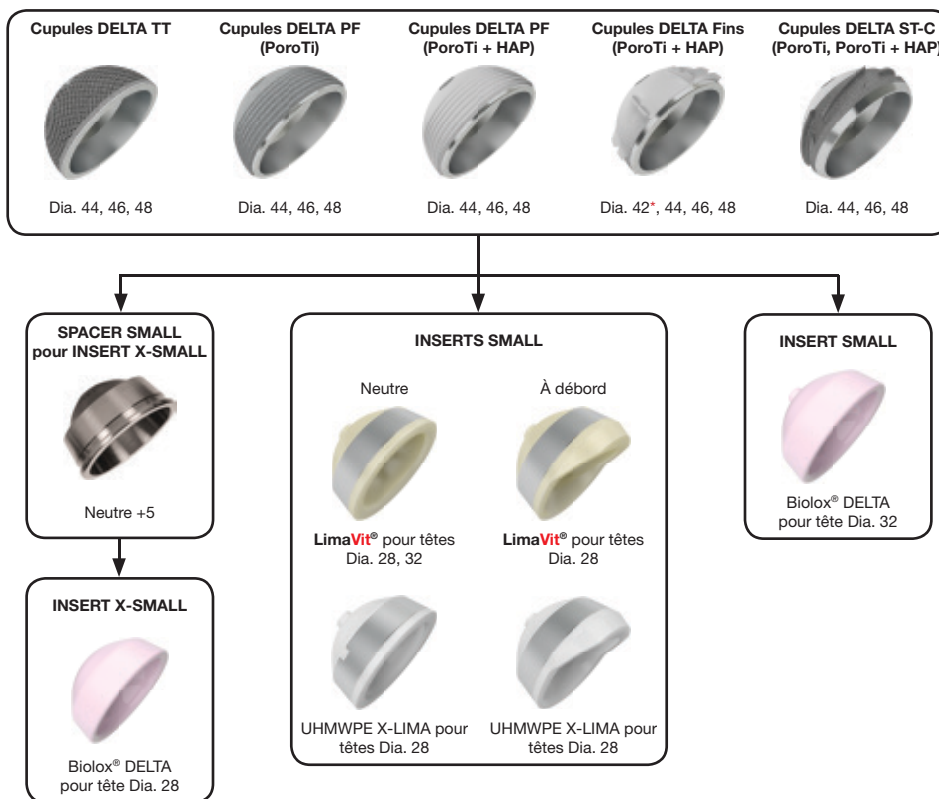 Cupules DELTA TT
Cupules DELTA PF
(PoroTi)
Cupules DELTA PF
(PoroTi + HAP)
Cupules DELTA Fins
(PoroTi + HAP)
Cupules DELTA ST-C
(PoroTi, PoroTi + HAP)
Dia. 44, 46, 48
Dia. 44, 46, 48
Dia. 44, 46, 48
Dia. 42*, 44, 46, 48
Dia. 44, 46, 48
SPACER SMALL
pour INSERT X-SMALL
Neutre +5
INSERT X-SMALL
Biolox® DELTA
pour tête Dia. 28
INSERTS SMALL
Neutre
À débord
LimaVit® pour têtes
Dia. 28, 32
LimaVit® pour têtes
Dia. 28
UHMWPE X-LIMA pour
têtes Dia. 28
UHMWPE X-LIMA pour
têtes Dia. 28
INSERT SMALL
Biolox® DELTA
pour tête Dia. 32